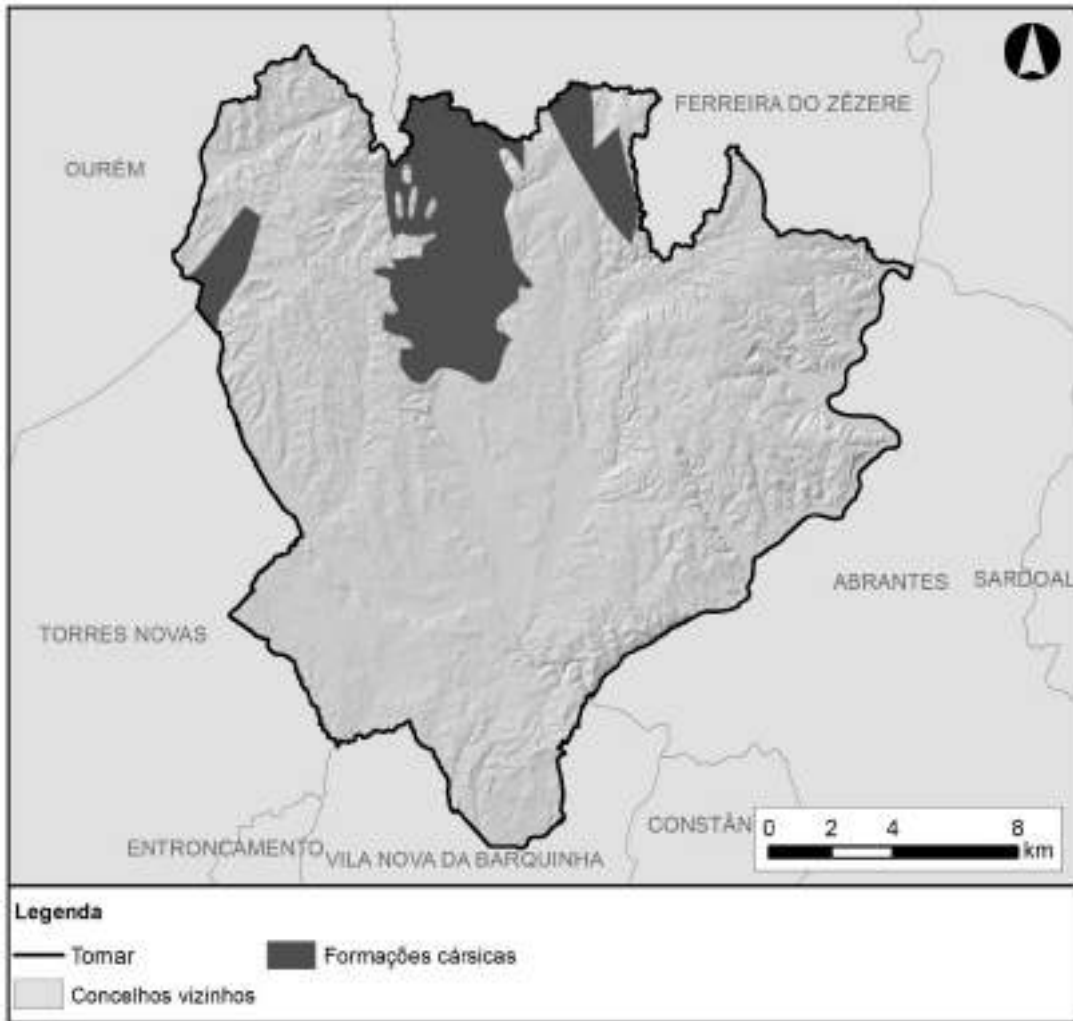 FERREIRA DO ZÊZERE
OURÉM
ABRANTES
SARDOAL
TORRES NOVAS
CONSTÂN
0 2 4 8
km
ENTRONCAMENTO
VILA NOVA DA BARQUINHA
Legenda
Tomar
Formações cársicas
Concelhos vizinhos